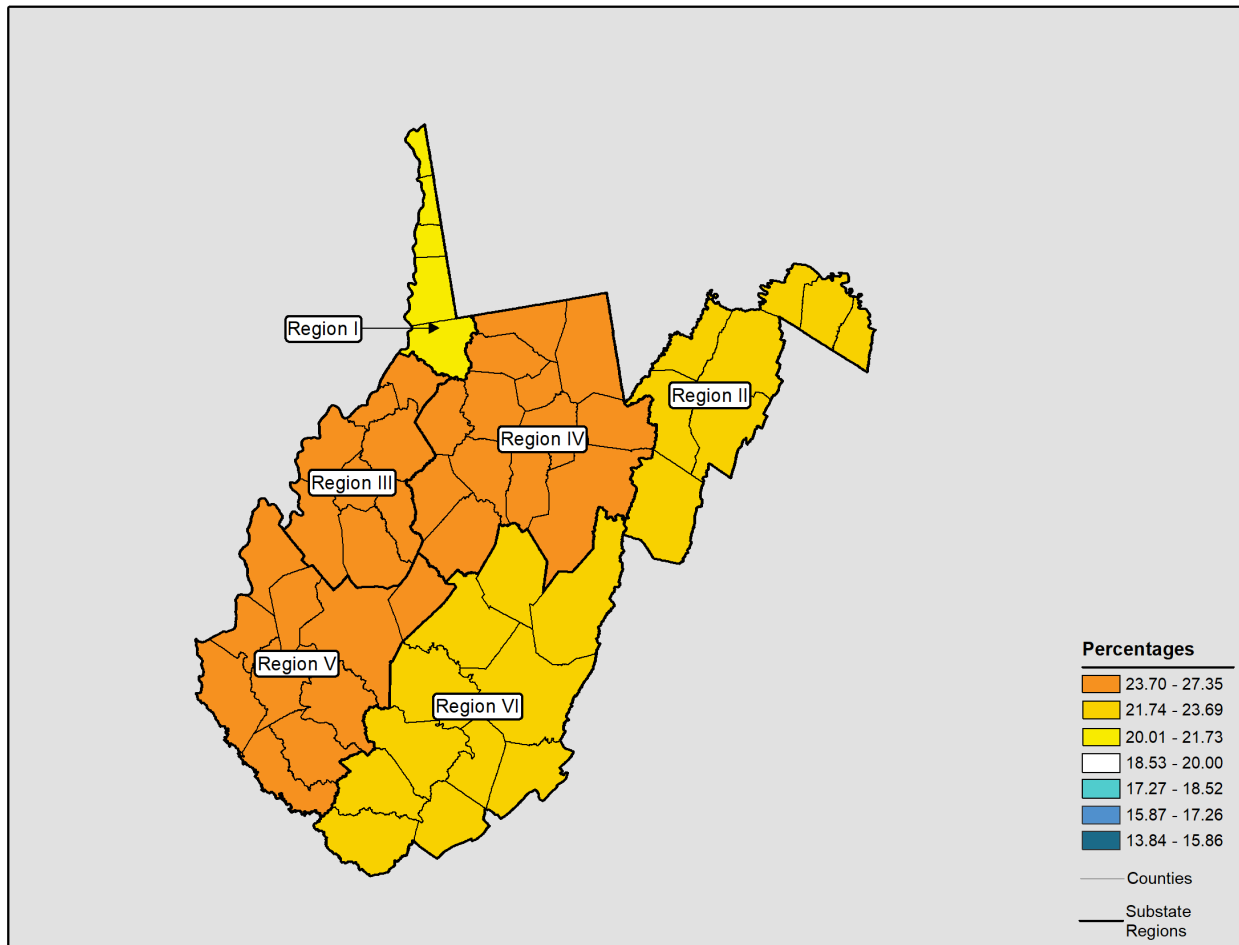 Region I
Region II
Region IV
Region III
Region V
Region VI
Percentages
23.70 - 27.35
21.74 - 23.69
20.01 - 21.73
18.53 - 20.00
17.27 - 18.52
15.87 - 17.26
13.84 - 15.86
Counties
Substate
Regions